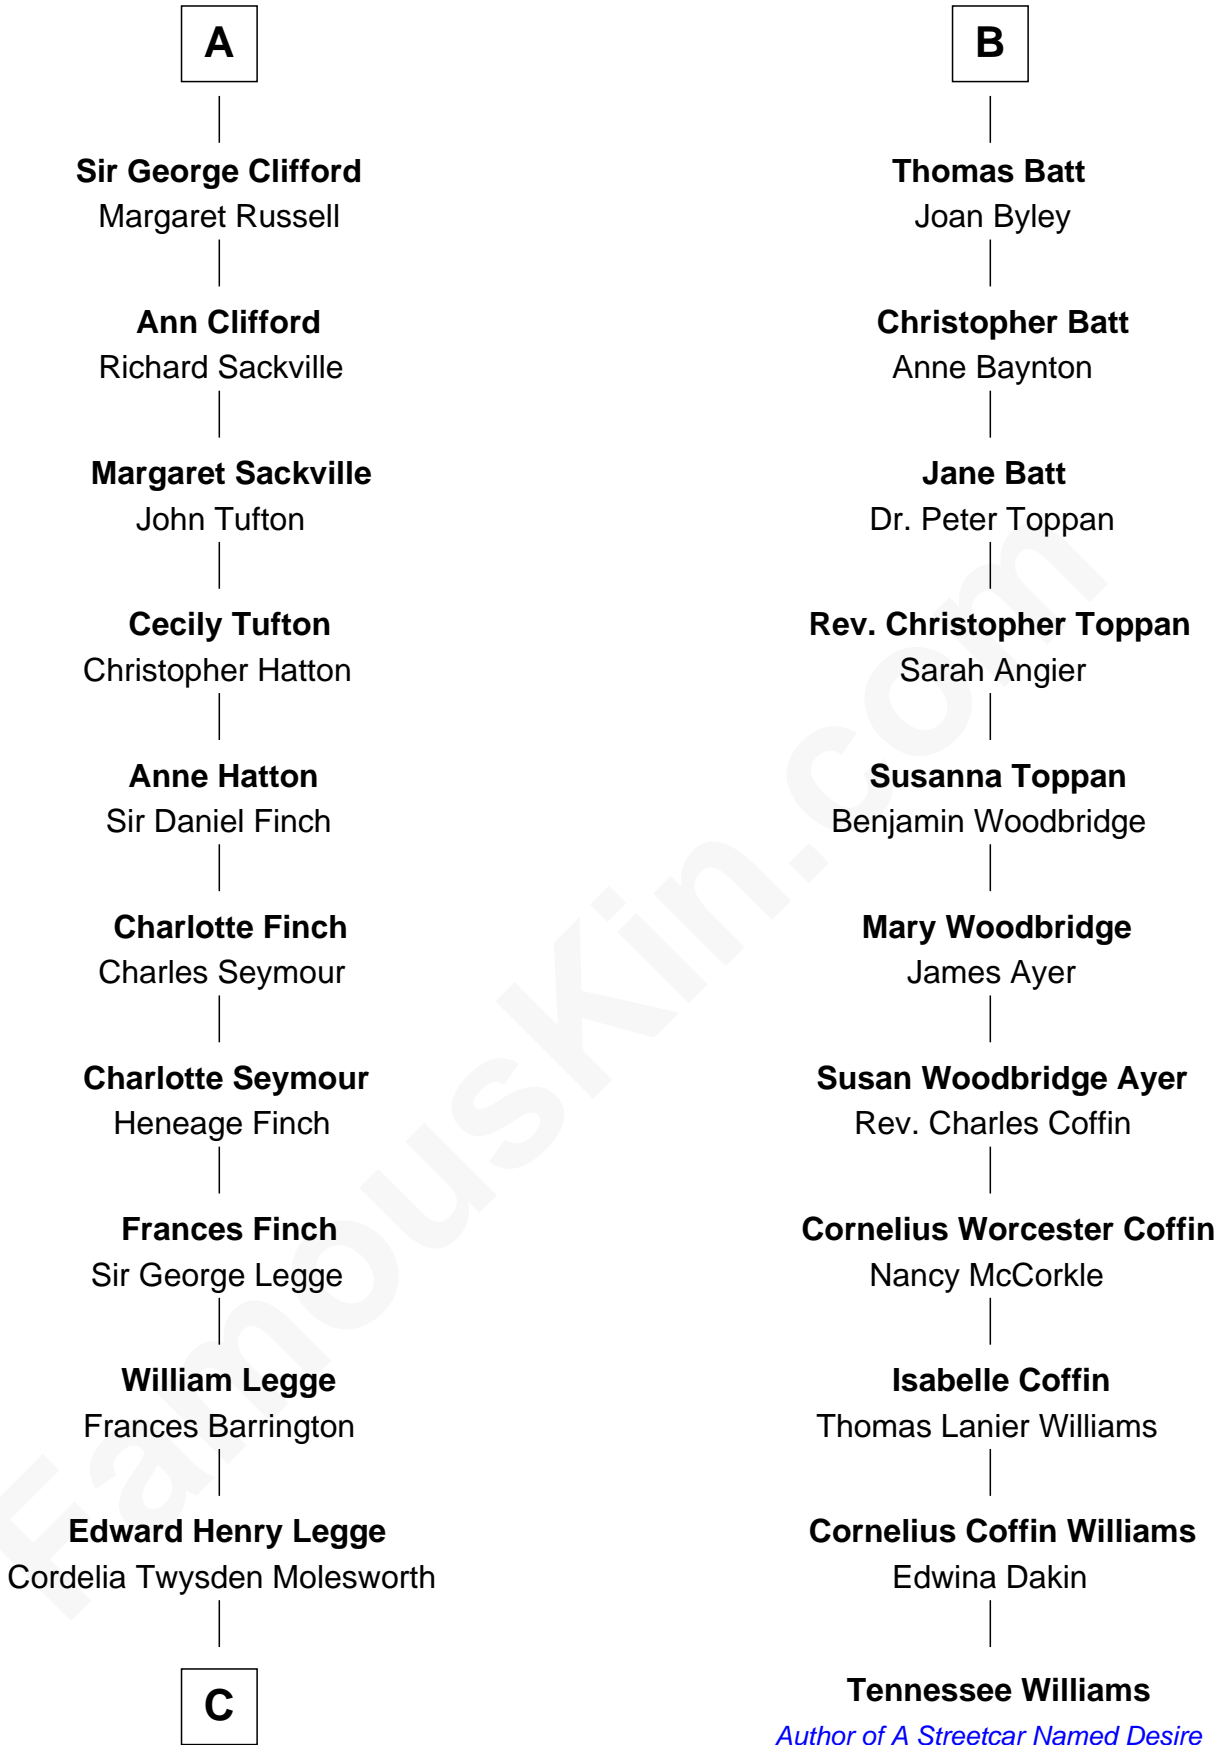 A
Sir George Clifford
Margaret Russell
Ann Clifford
Richard Sackville
Margaret Sackville
John Tufton
Cecily Tufton
Christopher Hatton
Anne Hatton
Sir Daniel Finch
Charlotte Finch
Charles Seymour
Charlotte Seymour
Heneage Finch
Frances Finch
Sir George Legge
William Legge
Frances Barrington
Edward Henry Legge
Cordelia Twysden Molesworth
C
B
Thomas Batt
Joan Byley
Christopher Batt
Anne Baynton
Jane Batt
Dr. Peter Toppan
Rev. Christopher Toppan
Sarah Angier
Susanna Toppan
Benjamin Woodbridge
Mary Woodbridge
James Ayer
Susan Woodbridge Ayer
Rev. Charles Coffin
Cornelius Worcester Coffin
Nancy McCorkle
Isabelle Coffin
Thomas Lanier Williams
Cornelius Coffin Williams
Edwina Dakin
Tennessee Williams
Author of A Streetcar Named Desire
FamousKin.com